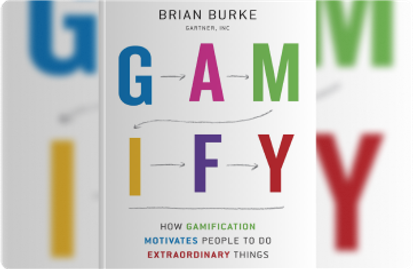 BRIAN BURKE
GARTNER, INC
G A M
I F Y
HOW GAMIFICATION
MOTIVATES PEOPLE TO DO
EXTRAORDINARY THINGS